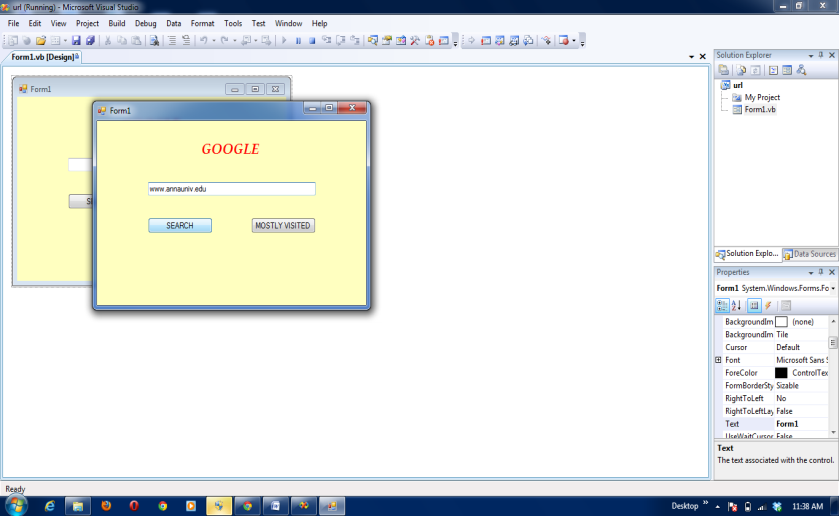 url (Running) - Microsoft Visual Studio
File Edit View Project Build Debug Data Format Tools Test Window Help
Form1.vb [Design]
Form1
Form1
GOOGLE
www.annauniv.edu
SEARCH
MOSTLY VISITED
Solution Explorer
url
My Project
Form1.vb
Solution Explo...
Data Sources
Properties
Form1 System.Windows.Forms.Fo
BackgroundIm (none)
BackgroundIm Tile
Cursor Default
Font Microsoft Sans S
ForeColor ControlTex
FormBorderSty Sizable
RightToLeft No
RightToLeftLay False
Text Form1
UseWaitCursor False
Text
The text associated with the control.
Ready
Desktop
11:38 AM